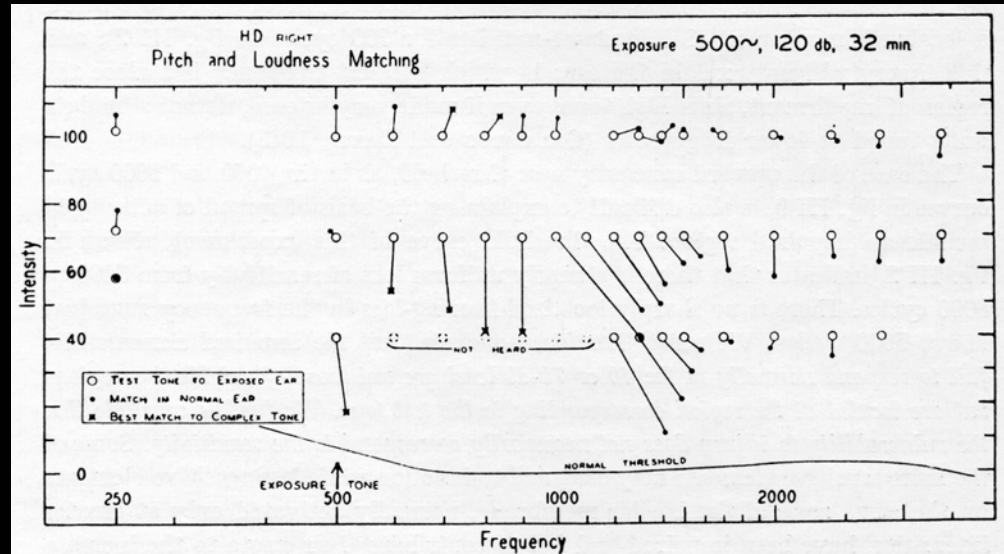 HD RIGHT
Pitch and Loudness Matching
Exposure 500~, 120 db, 32 min
Intensity
100
80
60
40
NOT HEARD
O TEST TONE TO EXPOSED EAR
• MATCH IN NORMAL EAR
✖ BEST MATCH TO COMPLEX TONE
NORMAL THRESHOLD
0
EXPOSURE TONE
250
500
1000
2000
Frequency